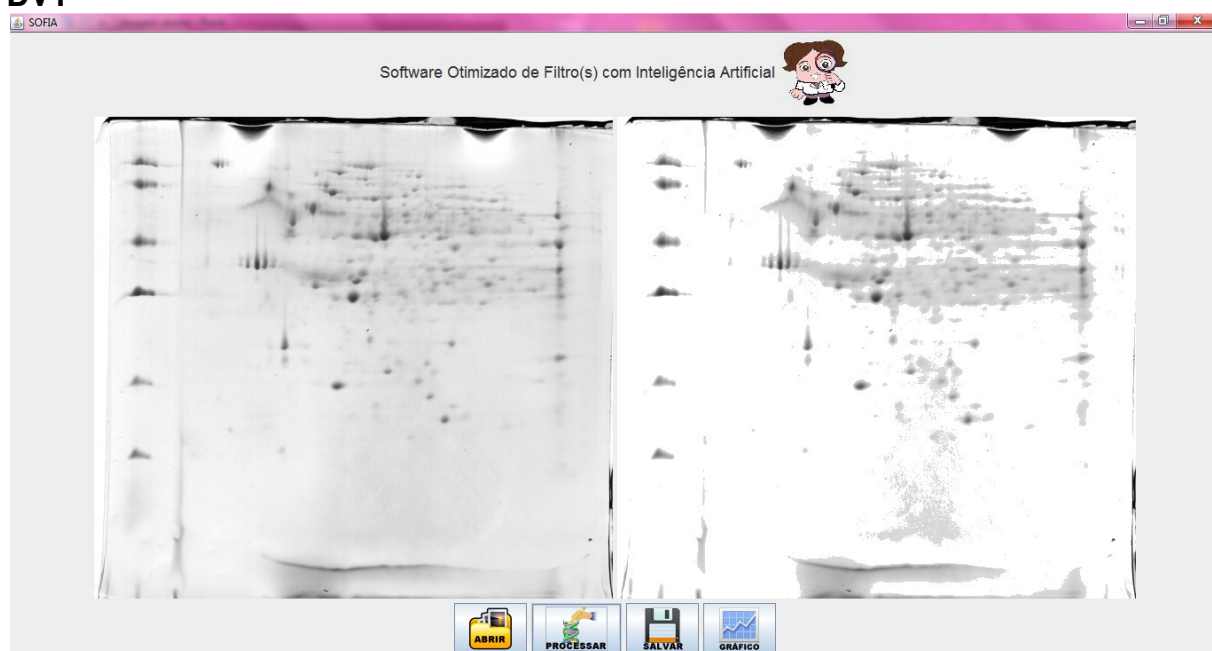 SOFIA
Software Otimizado de Filtro(s) com Inteligência Artificial
ABRIR
PROCESSAR
SALVAR
GRÁFICO